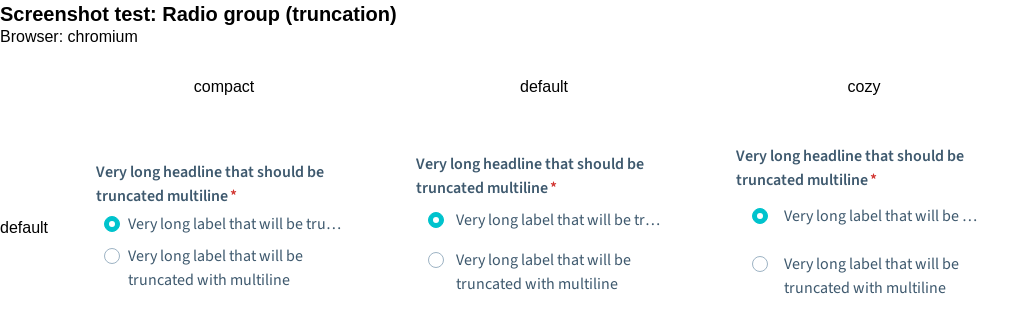 Screenshot test: Radio group (truncation)
Browser: chromium
compact
default
cozy
default
Very long headline that should be
truncated multiline*
Very long label that will be tru…
Very long label that will be
truncated with multiline
Very long headline that should be
truncated multiline*
Very long label that will be tr…
Very long label that will be
truncated with multiline
Very long headline that should be
truncated multiline*
Very long label that will be …
Very long label that will be
truncated with multiline